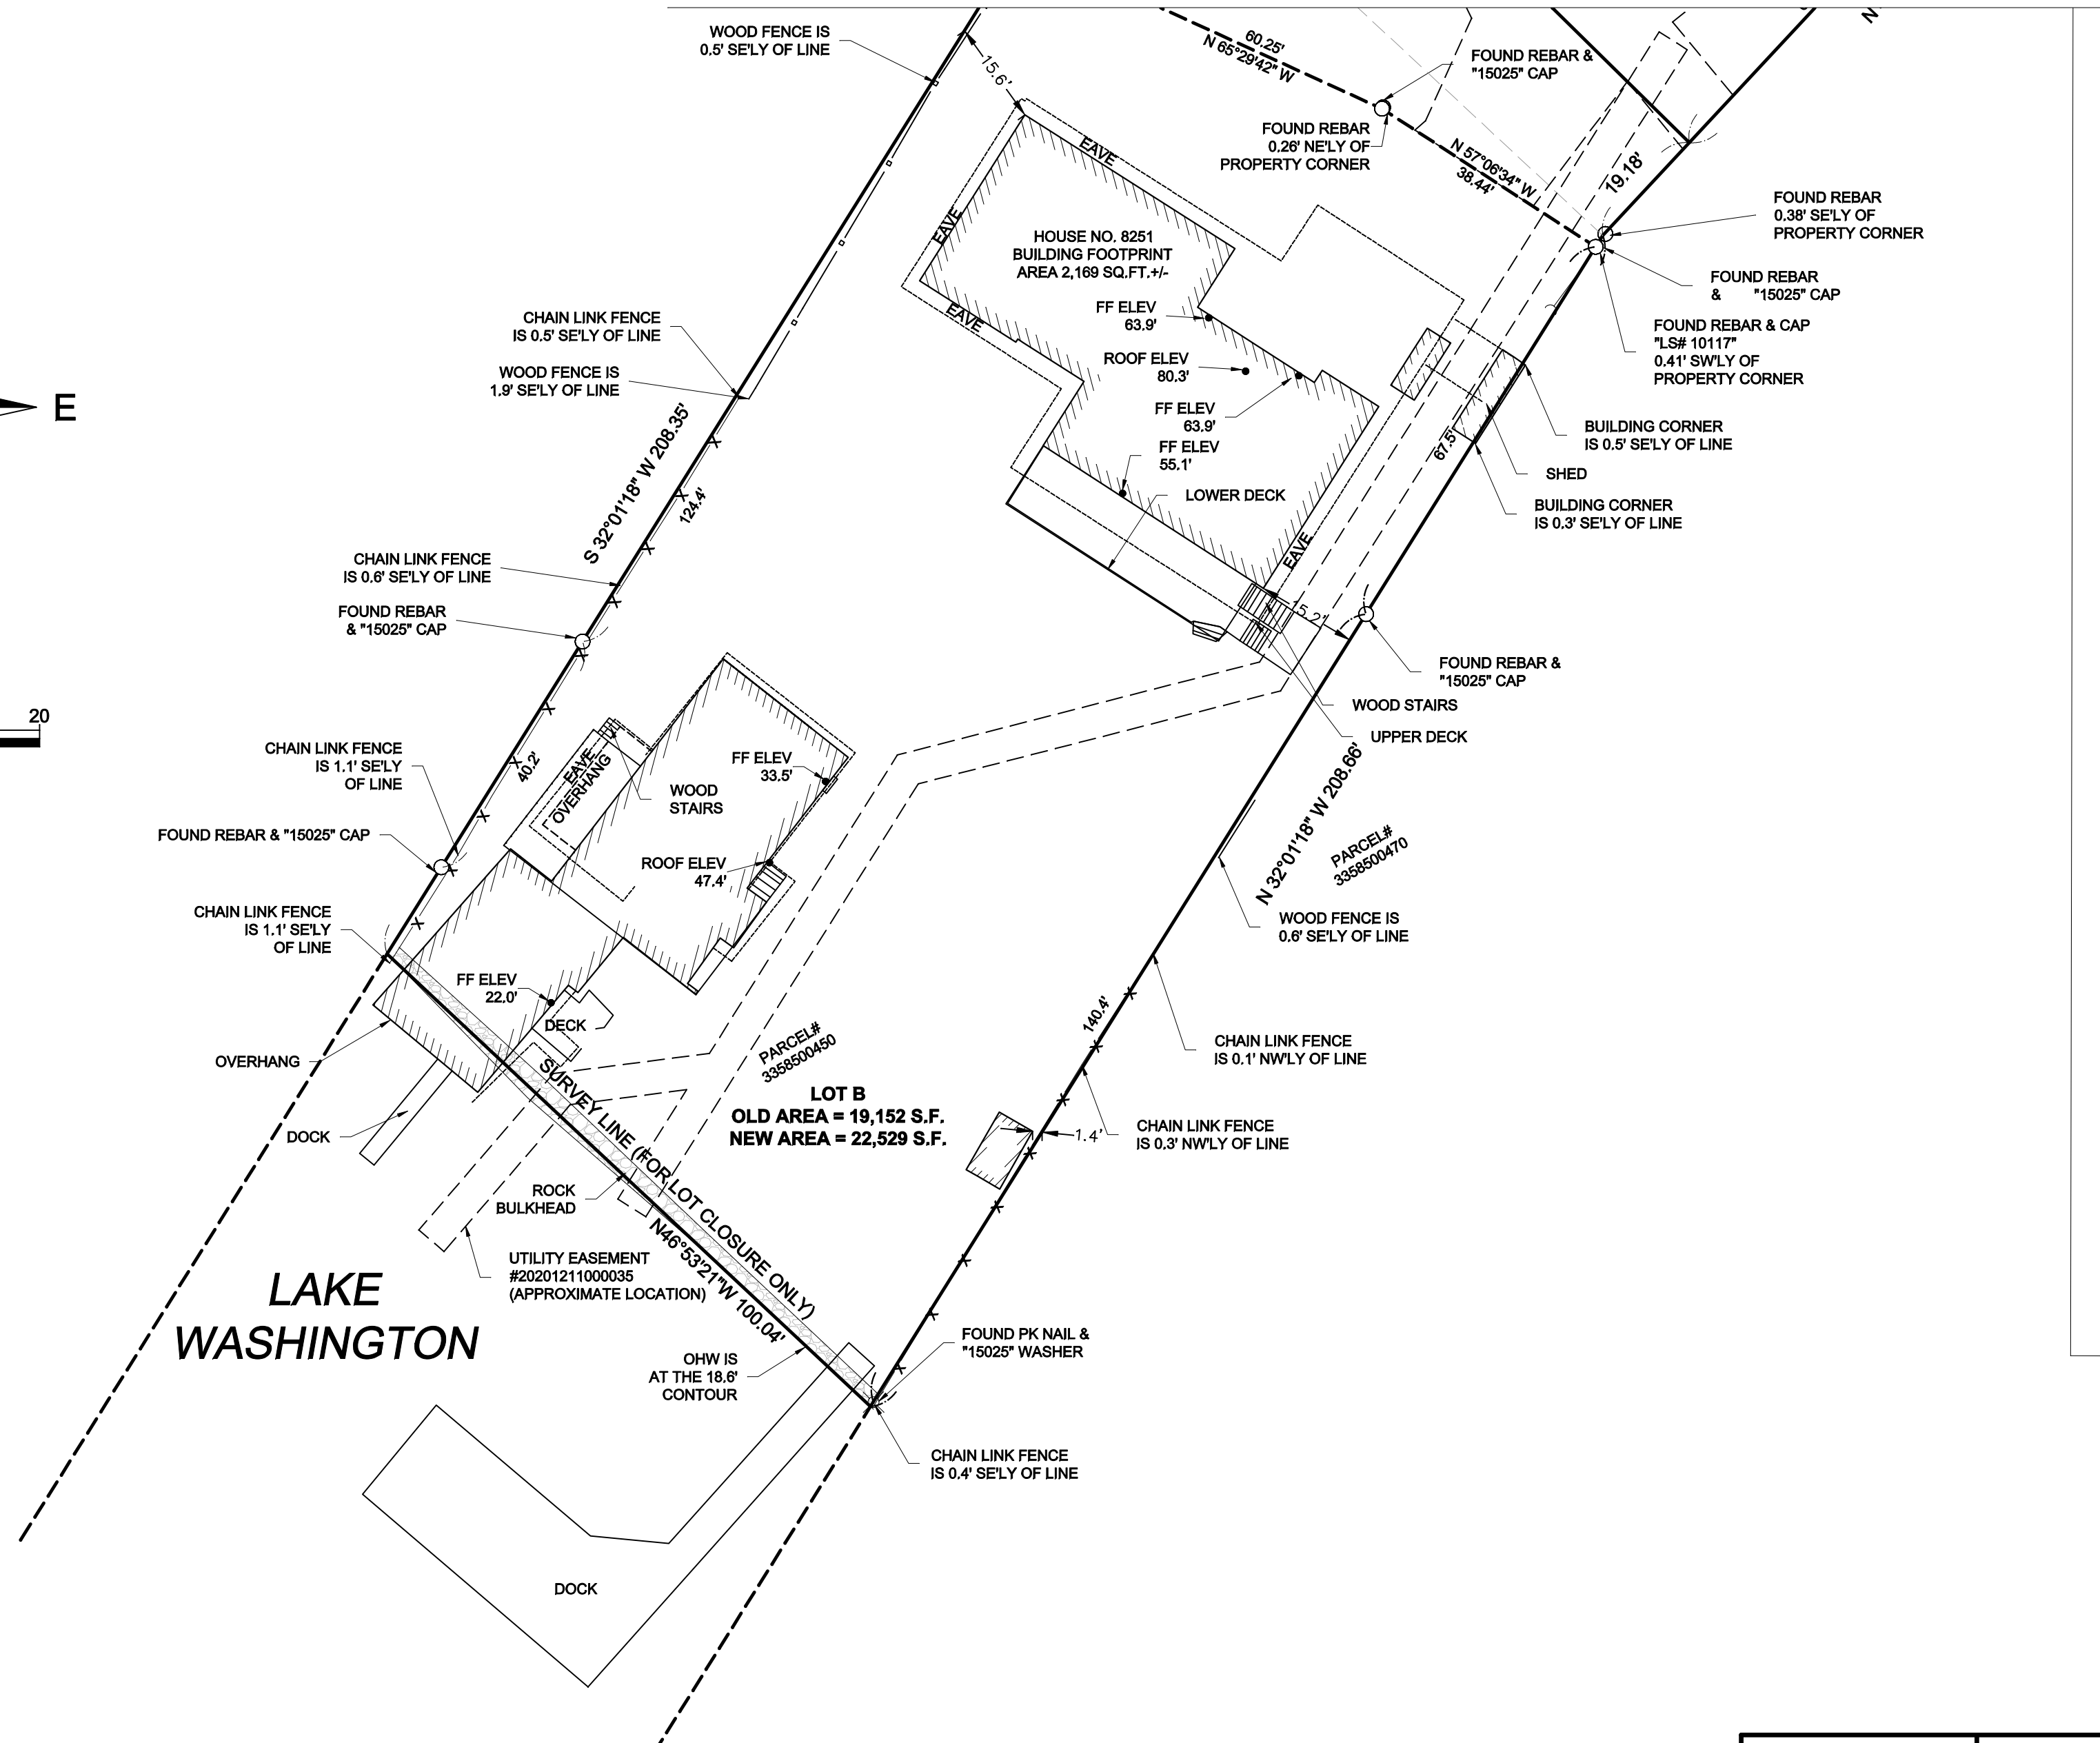 WOOD FENCE IS
0.5' SE'LY OF LINE
15.6'
60.25'
N 65°29'42" W
FOUND REBAR &
"15025" CAP
FOUND REBAR
0.26' NE'LY OF
PROPERTY CORNER
N 57°06'34" W
38.44'
19.18'
FOUND REBAR
0.38' SE'LY OF
PROPERTY CORNER
FOUND REBAR
& "15025" CAP
FOUND REBAR & CAP
"LS# 10117"
0.41' SW'LY OF
PROPERTY CORNER
EAVE
EAVE
EAVE
HOUSE NO. 8251
BUILDING FOOTPRINT
AREA 2,169 SQ.FT.+/-
FF ELEV
63.9'
ROOF ELEV
80.3'
FF ELEV
63.9'
FF ELEV
55.1'
LOWER DECK
EAVE
CHAIN LINK FENCE
IS 0.5' SE'LY OF LINE
WOOD FENCE IS
1.9' SE'LY OF LINE
E
S 32°01'18" W 208.35'
124.4'
67.5'
BUILDING CORNER
IS 0.5' SE'LY OF LINE
SHED
BUILDING CORNER
IS 0.3' SE'LY OF LINE
CHAIN LINK FENCE
IS 0.6' SE'LY OF LINE
FOUND REBAR
& "15025" CAP
15.2'
FOUND REBAR &
"15025" CAP
WOOD STAIRS
UPPER DECK
20
CHAIN LINK FENCE
IS 1.1' SE'LY
OF LINE
40.2'
EAVE
OVERHANG
WOOD
STAIRS
FF ELEV
33.5'
ROOF ELEV
47.4'
FOUND REBAR & "15025" CAP
CHAIN LINK FENCE
IS 1.1' SE'LY
OF LINE
N 32°01'18" W 208.66'
PARCEL#
3358500470
WOOD FENCE IS
0.6' SE'LY OF LINE
FF ELEV
22.0'
DECK
OVERHANG
DOCK
PARCEL#
3358500450
LOT B
OLD AREA = 19,152 S.F.
NEW AREA = 22,529 S.F.
140.4'
CHAIN LINK FENCE
IS 0.1' NW'LY OF LINE
1.4'
CHAIN LINK FENCE
IS 0.3' NW'LY OF LINE
SURVEY LINE (FOR LOT CLOSURE ONLY)
N46°53'21"W 100.04'
ROCK
BULKHEAD
UTILITY EASEMENT
#20201211000035
(APPROXIMATE LOCATION)
LAKE
WASHINGTON
OHW IS
AT THE 18.6'
CONTOUR
FOUND PK NAIL &
"15025" WASHER
CHAIN LINK FENCE
IS 0.4' SE'LY OF LINE
DOCK